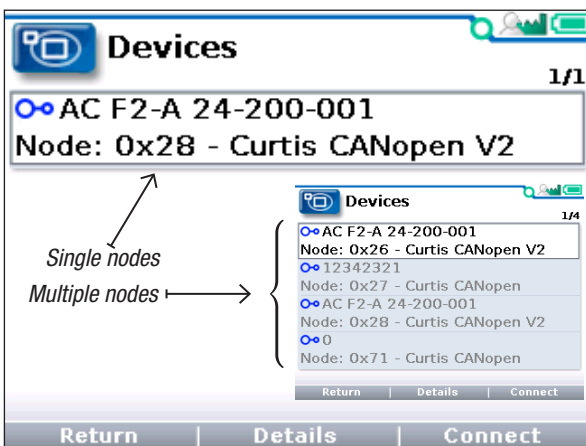 Devices
1/1
AC F2-A 24-200-001
Node: 0x28 - Curtis CANopen V2
Single nodes
Multiple nodes
Devices
1/4
AC F2-A 24-200-001
Node: 0x26 - Curtis CANopen V2
12342321
Node: 0x27 - Curtis CANopen
AC F2-A 24-200-001
Node: 0x28 - Curtis CANopen V2
0
Node: 0x71 - Curtis CANopen
Return | Details | Connect
Return | Details | Connect